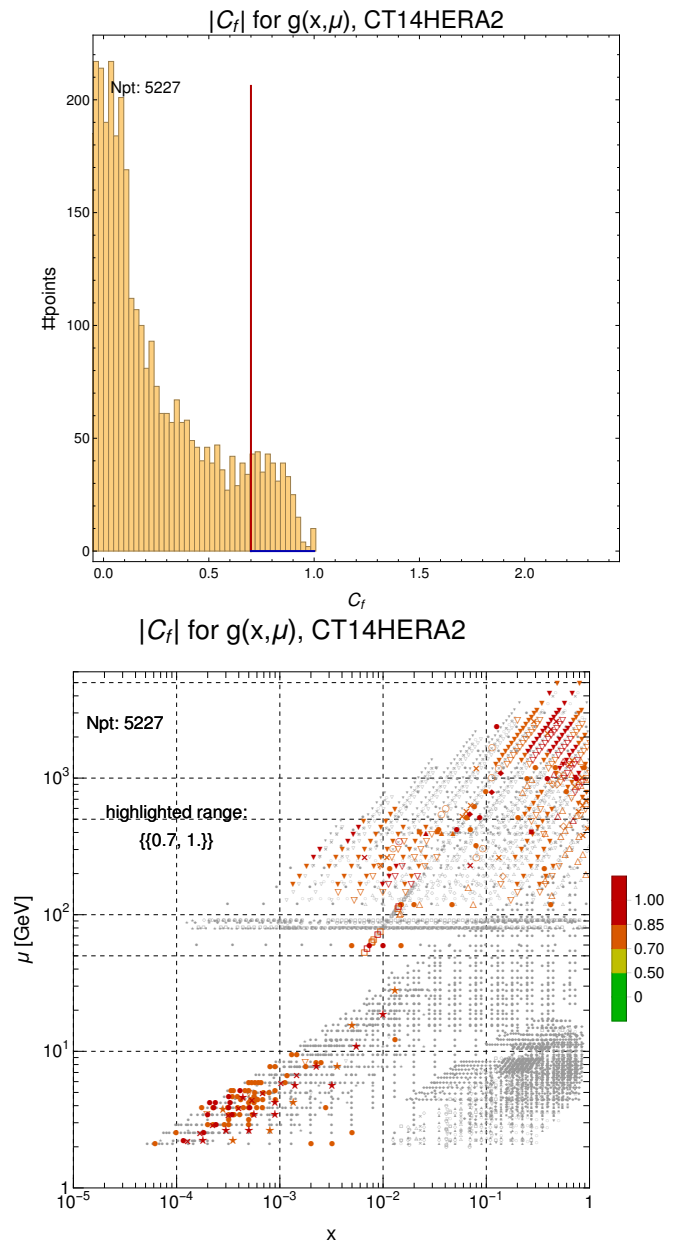 |C_f| for g(x,μ), CT14HERA2
Npt: 5227
200
150
100
50
0
#points
0.0 0.5 1.0 1.5 2.0
C_f
|C_f| for g(x,μ), CT14HERA2
Npt: 5227
highlighted range:
{{0.7, 1.}}
10^3
10^2
10^1
1
μ [GeV]
10^-5 10^-4 10^-3 10^-2 10^-1 1
x
1.00
0.85
0.70
0.50
0